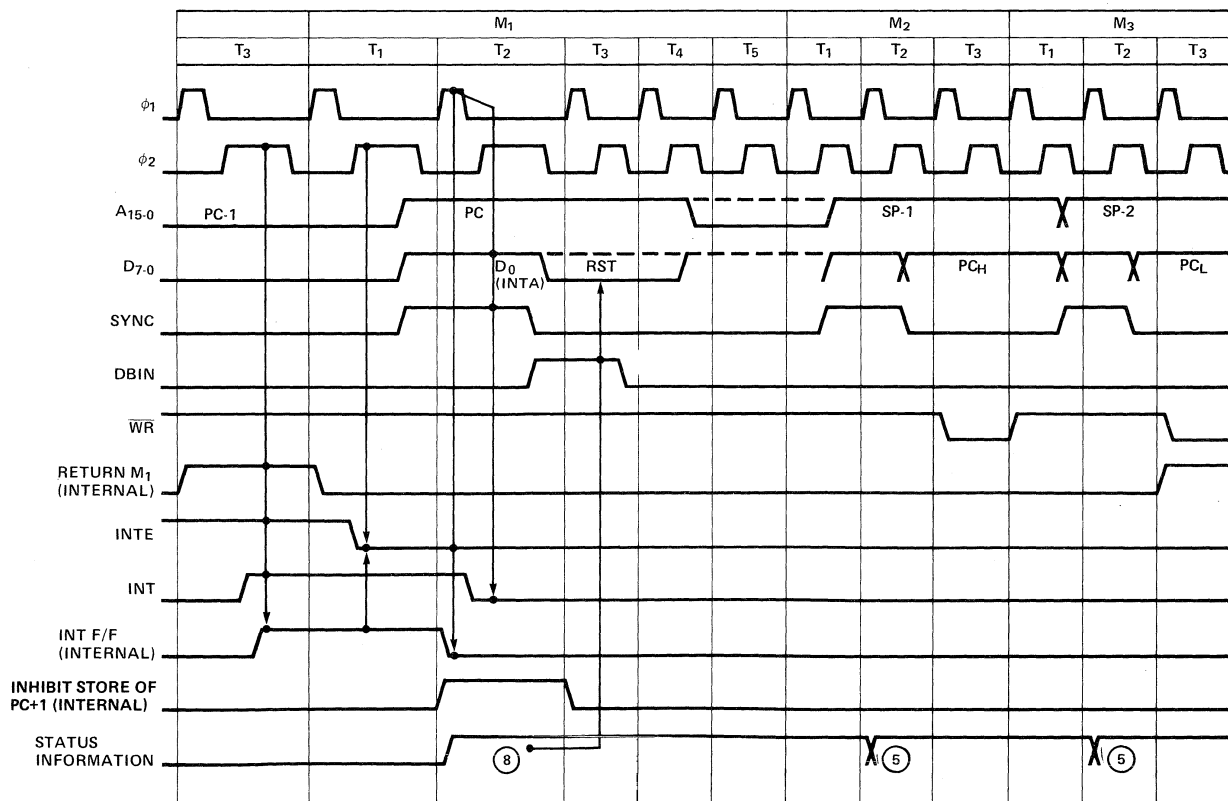 M1 M2 M3
T3 T1 T2 T3 T4 T5 T1 T2 T3 T1 T2 T3
ϕ1
ϕ2
A15-0 PC-1 PC SP-1 SP-2
D7-0 D0 RST PCH PCL
(INTA)
SYNC
DBIN
WR
RETURN M1
(INTERNAL)
INTE
INT
INT F/F
(INTERNAL)
INHIBIT STORE OF
PC+1 (INTERNAL)
STATUS
INFORMATION 8 5 5